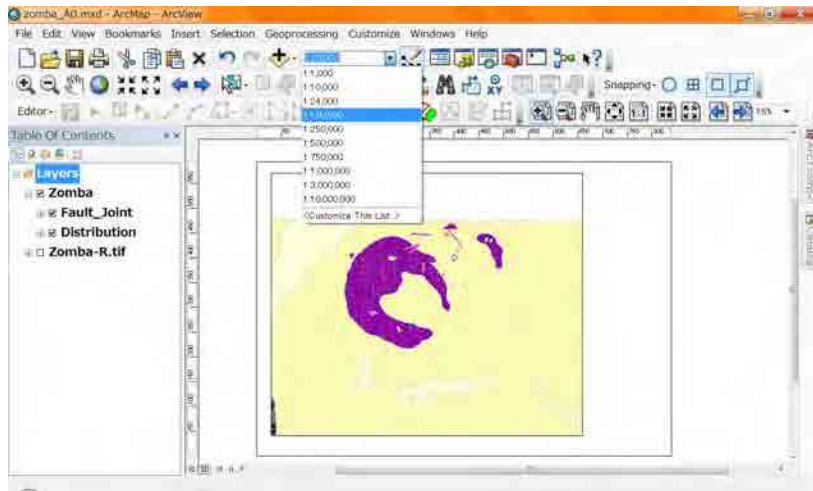 zomba_A0.mxd - ArcMap - ArcView
File Edit View Bookmarks Insert Selection Geoprocessing Customize Windows Help
1:1,000
1:10,000
1:24,000
1:250,000
1:500,000
1:750,000
1:1,000,000
1:3,000,000
1:10,000,000
<Customize This List...>
Snapping-
Editor-
Table Of Contents
Layers
Zomba
Fault_Joint
Distribution
Zomba-R.tif